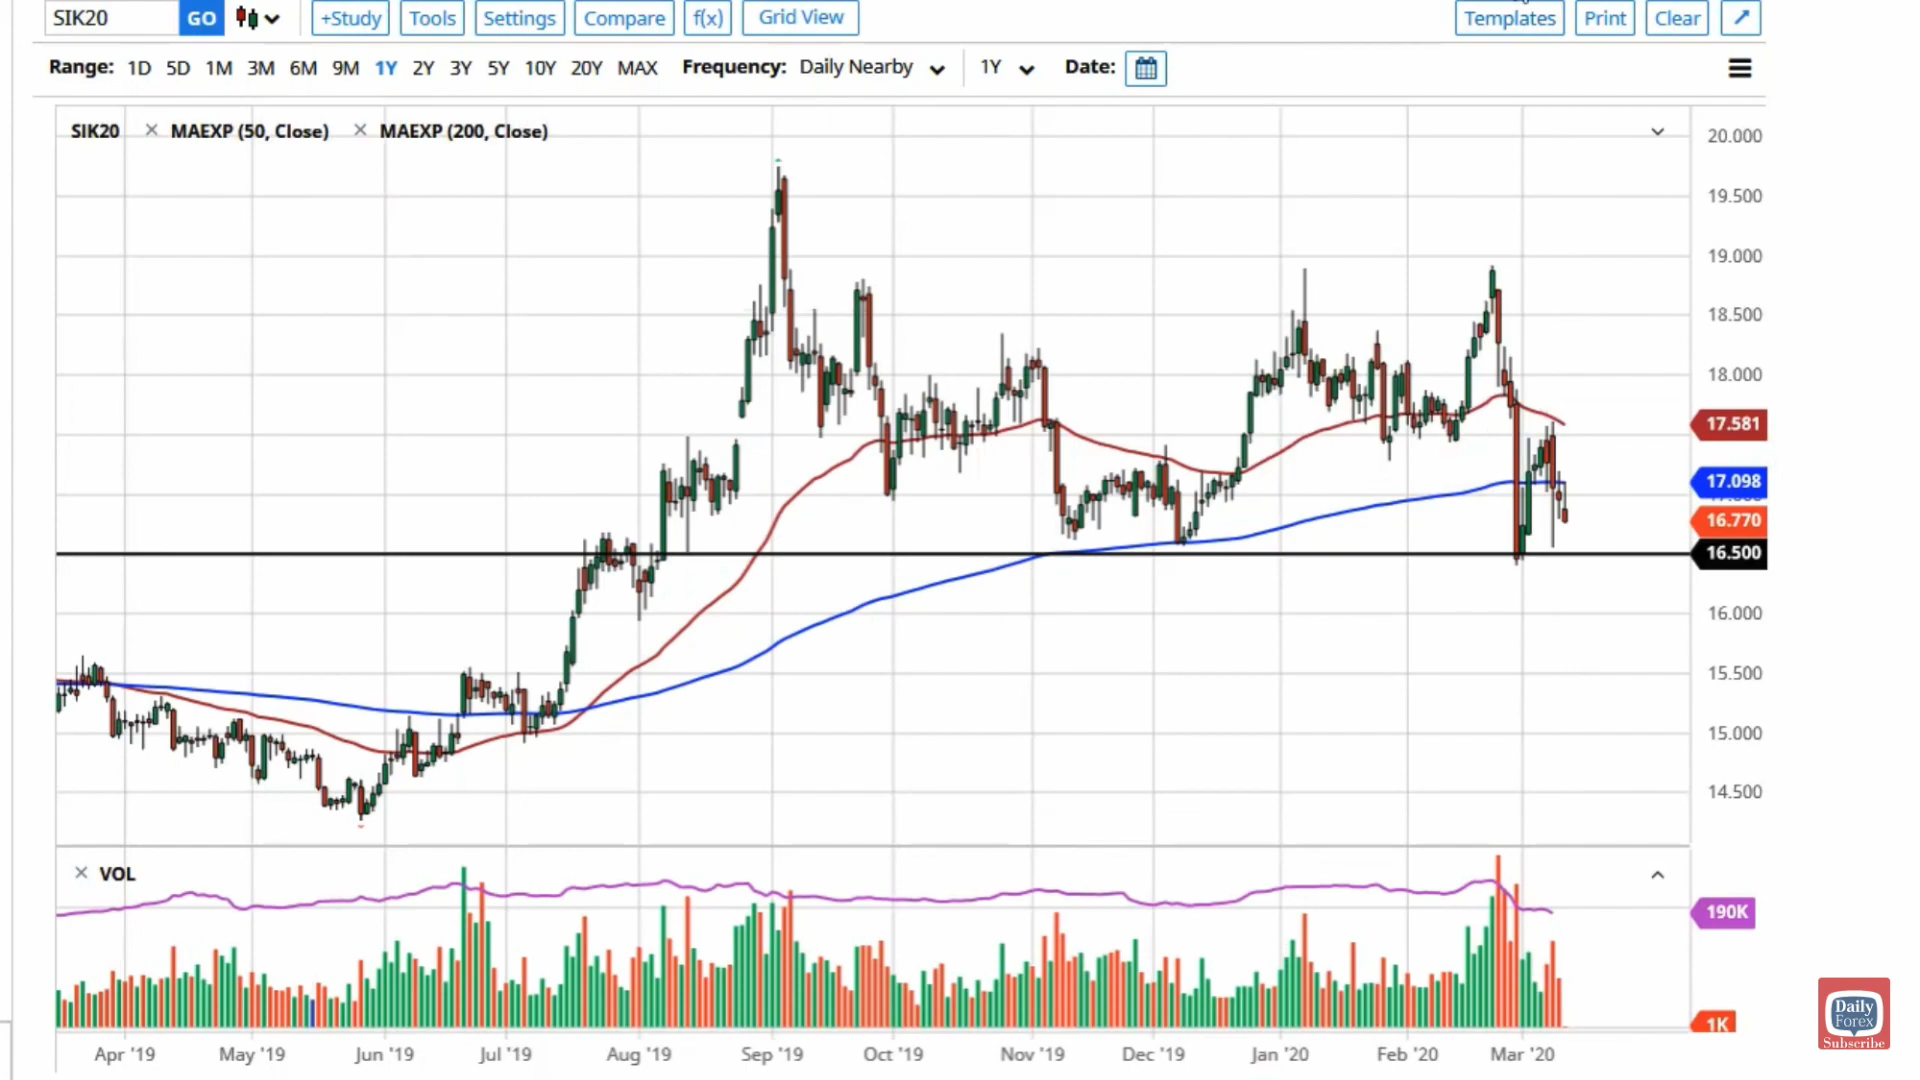 SIK20 GO +Study Tools Settings Compare f(x) Grid View Templates Print Clear
Range: 1D 5D 1M 3M 6M 9M 1Y 2Y 3Y 5Y 10Y 20Y MAX Frequency: Daily Nearby 1Y Date:
SIK20 × MAEXP (50, Close) × MAEXP (200, Close)
20.000
19.500
19.000
18.500
18.000
17.581
17.098
16.770
16.500
16.000
15.500
15.000
14.500
× VOL
190K
1K
Apr '19 May '19 Jun '19 Jul '19 Aug '19 Sep '19 Oct '19 Nov '19 Dec '19 Jan '20 Feb '20 Mar '20
Daily
Forex
Subscribe